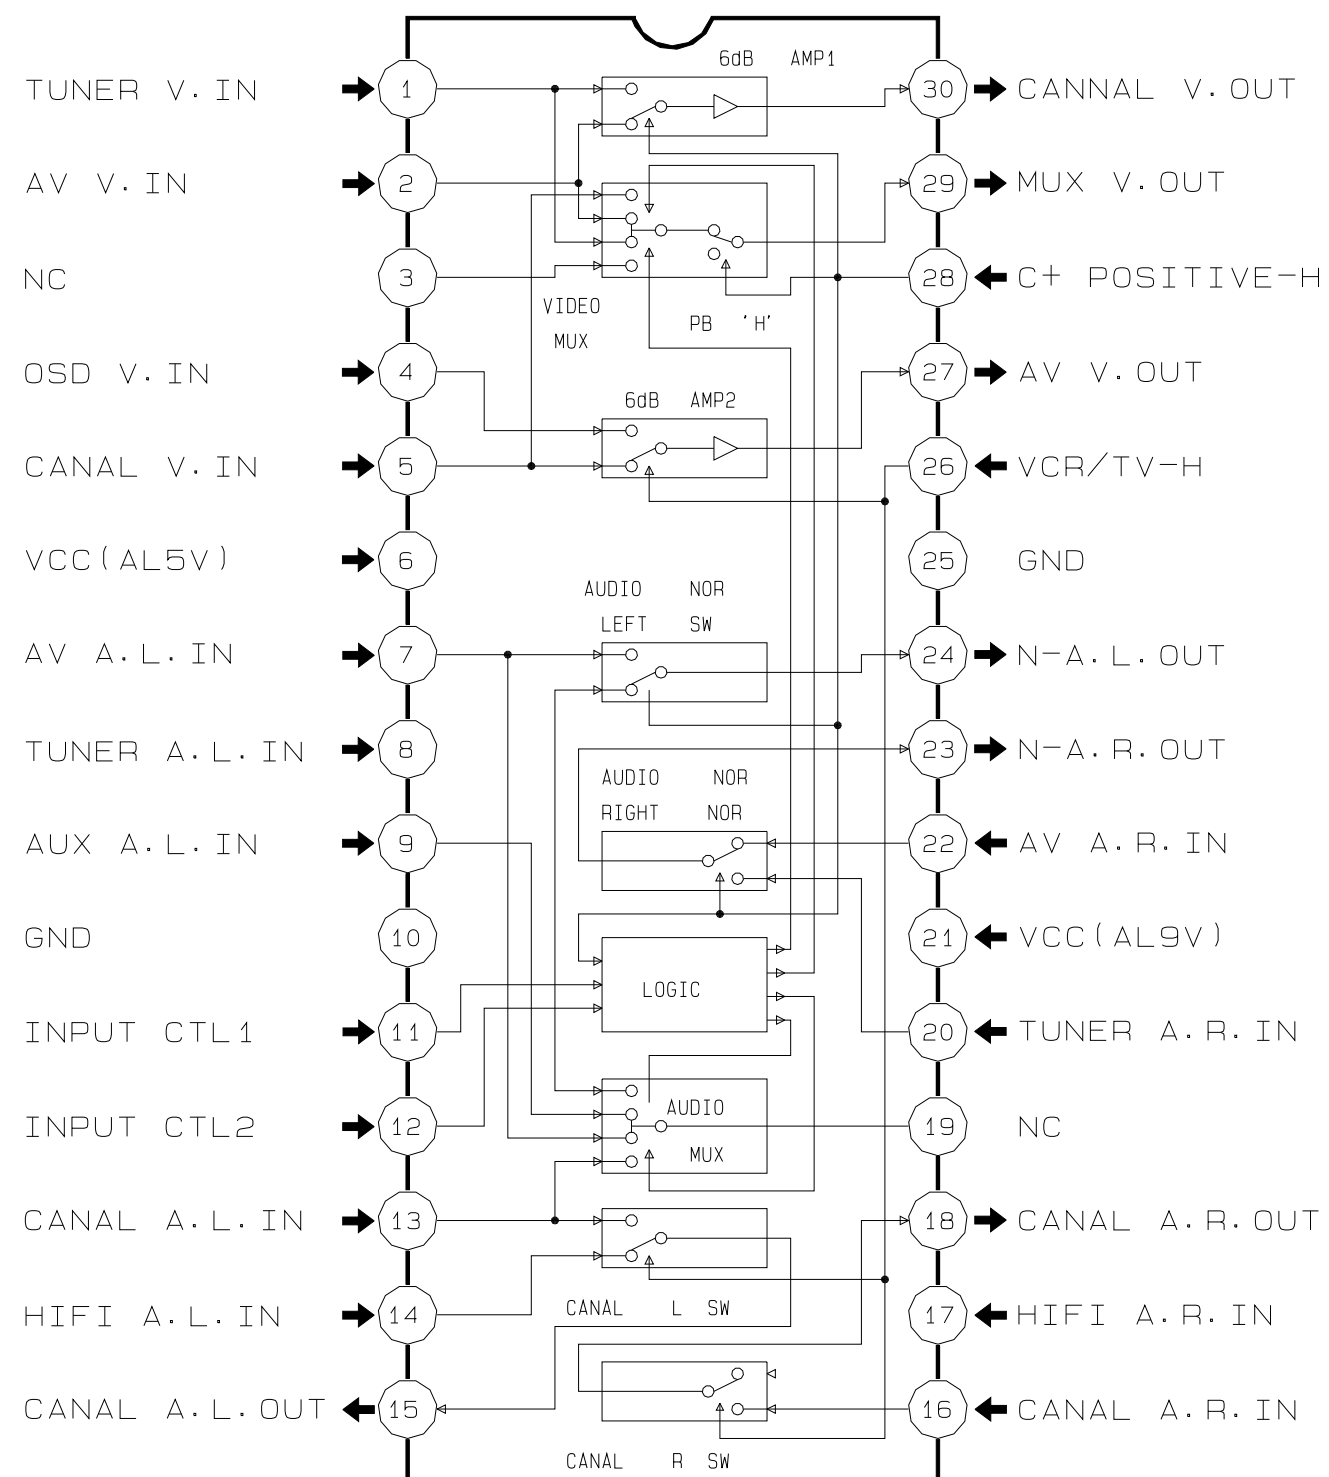 TUNER V.IN
1
6dB AMP1
30
CANNAL V.OUT
AV V.IN
2
29
MUX V.OUT
NC
3
28
C+ POSITIVE-H
VIDEO
MUX
PB 'H'
OSD V.IN
4
27
AV V.OUT
6dB AMP2
CANAL V.IN
5
26
VCR/TV-H
VCC(AL5V)
6
25
GND
AUDIO NOR
LEFT SW
AV A.L.IN
7
24
N-A.L.OUT
TUNER A.L.IN
8
23
N-A.R.OUT
AUDIO NOR
RIGHT NOR
AUX A.L.IN
9
22
AV A.R.IN
GND
10
21
VCC(AL9V)
LOGIC
INPUT CTL1
11
20
TUNER A.R.IN
INPUT CTL2
12
AUDIO
MUX
19
NC
CANAL A.L.IN
13
18
CANAL A.R.OUT
HIFI A.L.IN
14
CANAL L SW
17
HIFI A.R.IN
CANAL A.L.OUT
15
16
CANAL A.R.IN
CANAL R SW